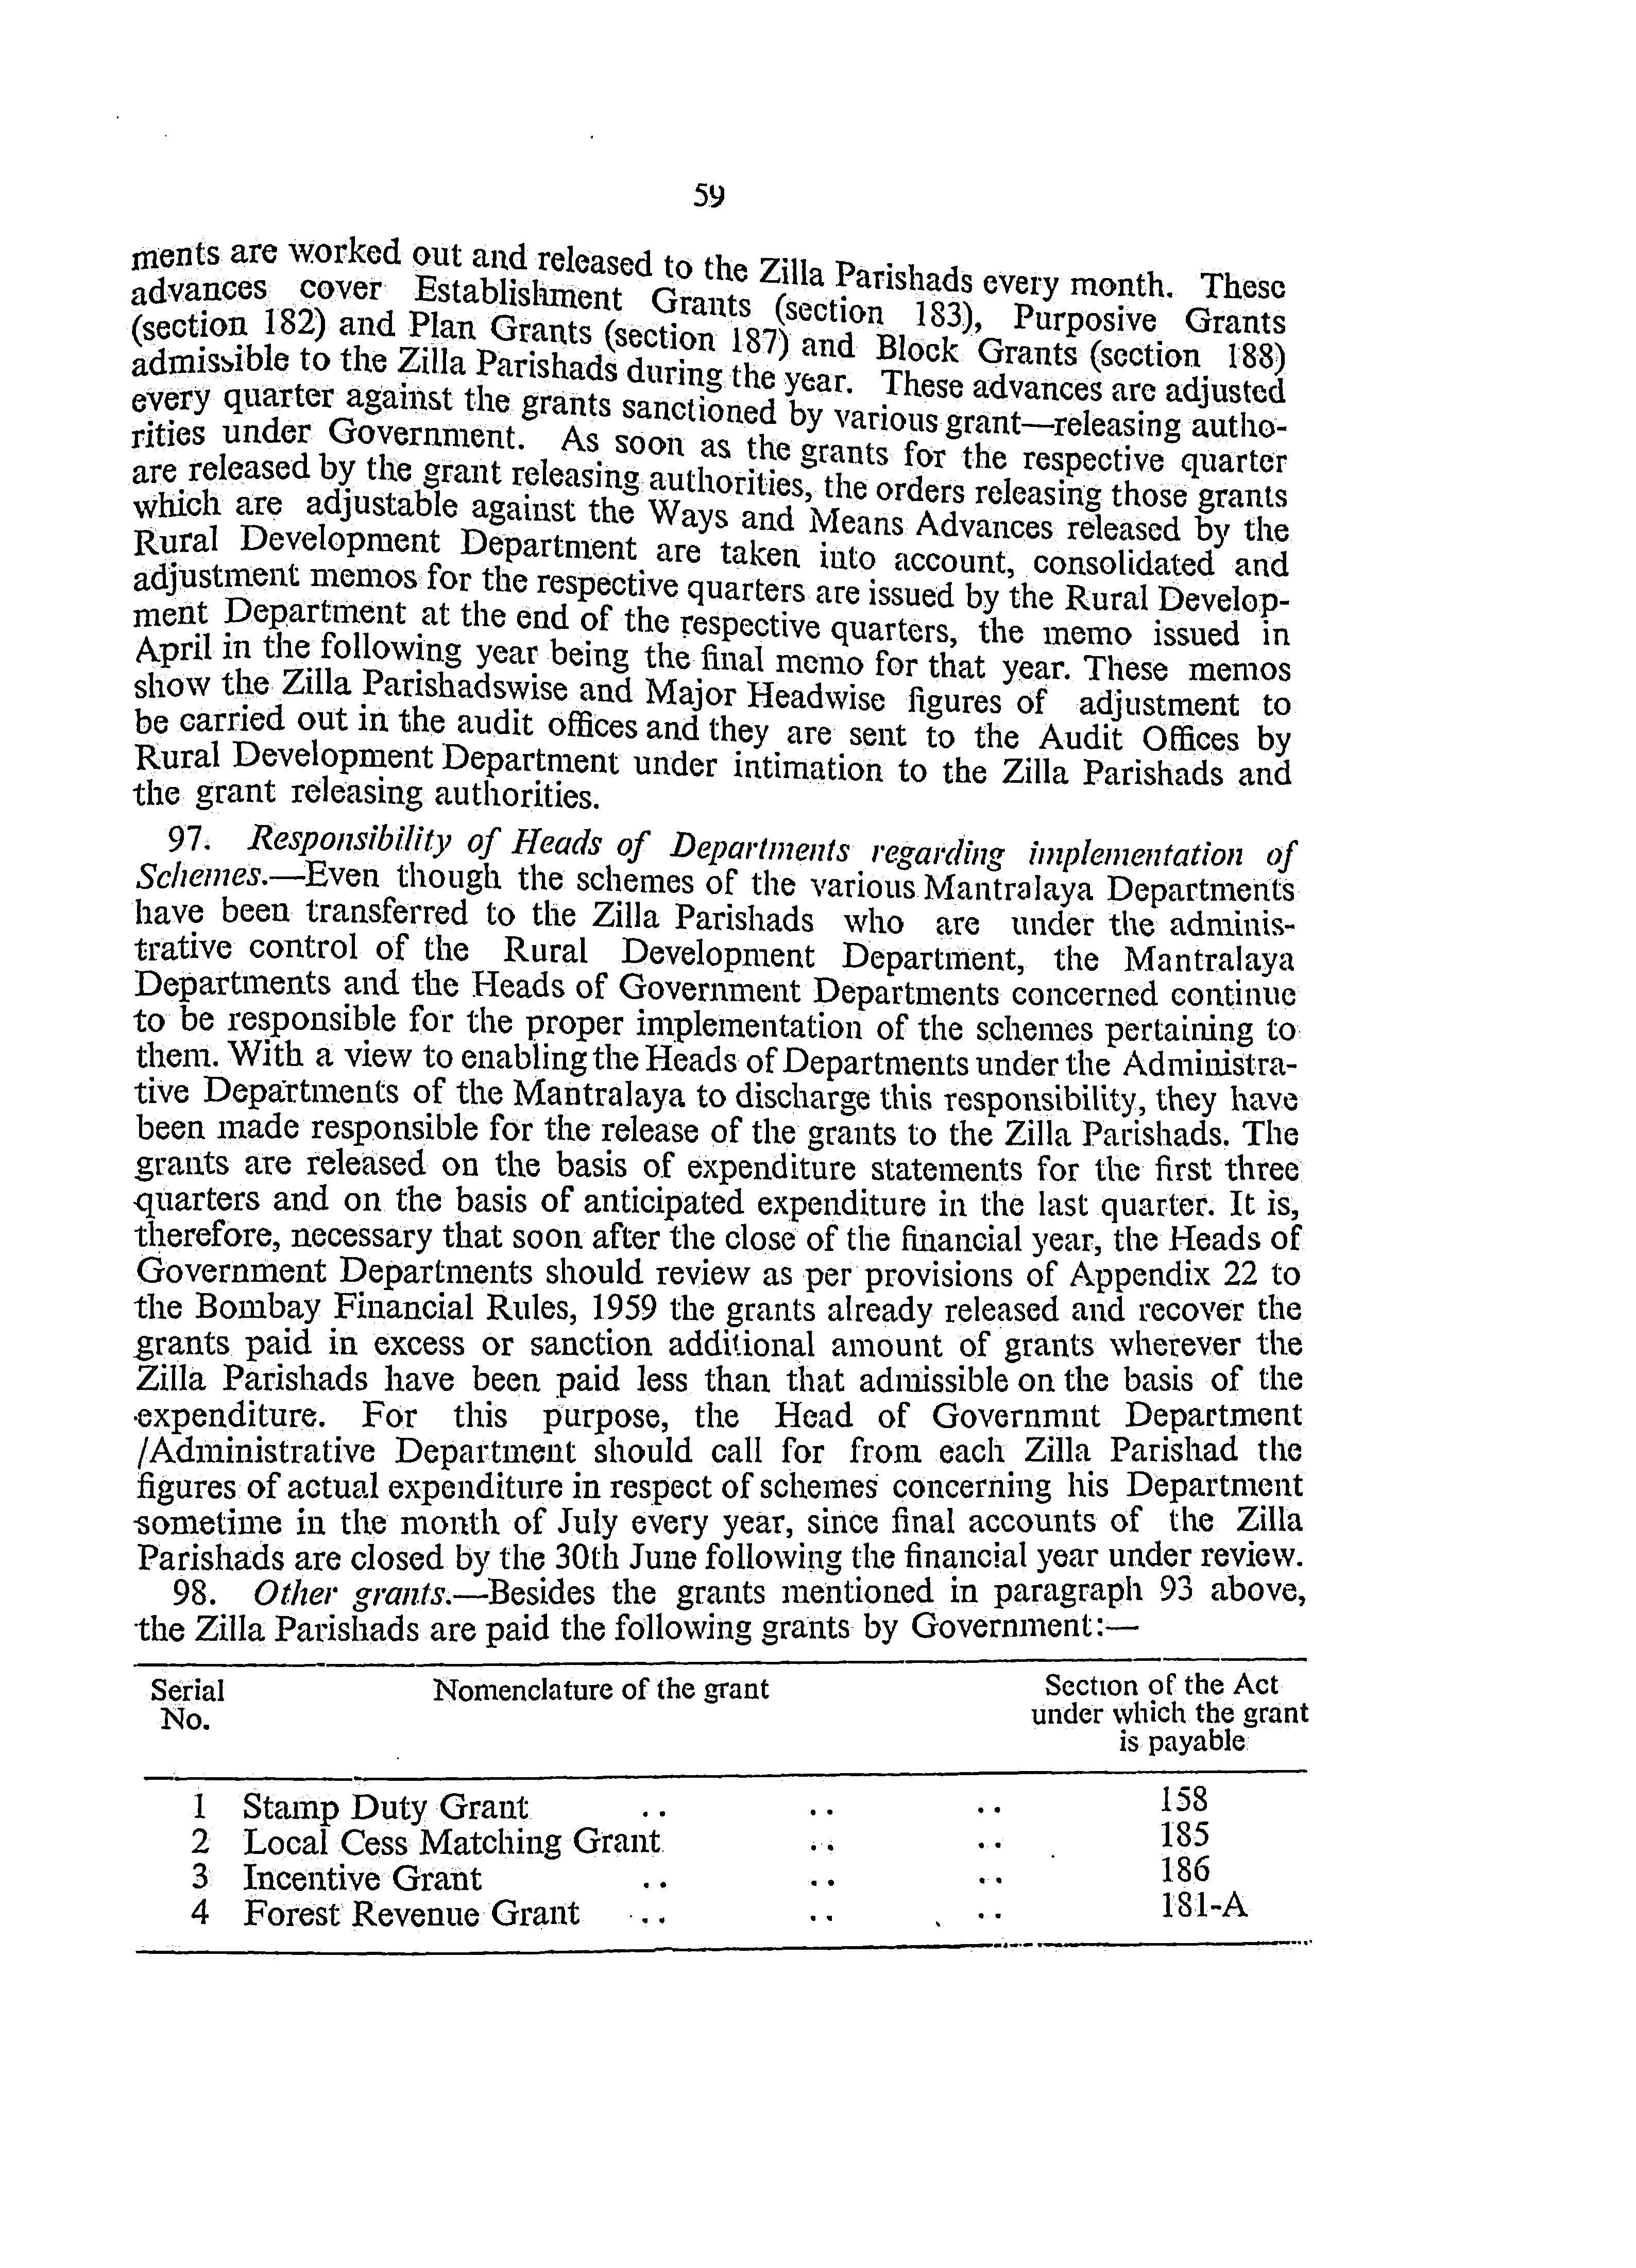 59
ments are worked out and released to the Zilla Parishads every month. These
advances cover Establishment Grants (section 183), Purposive Grants
(section 182) and Plan Grants (section 187) and Block Grants (section 188)
admissible to the Zilla Parishads during the year. These advances are adjusted
every quarter against the grants sanctioned by various grant—releasing autho-
rities under Government. As soon as the grants for the respective quarter
are released by the grant releasing authorities, the orders releasing those grants
which are adjustable against the Ways and Means Advances released by the
Rural Development Department are taken into account, consolidated and
adjustment memos for the respective quarters are issued by the Rural Develop-
ment Department at the end of the respective quarters, the memo issued in
April in the following year being the final memo for that year. These memos
show the Zilla Parishadswise and Major Headwise figures of adjustment to
be carried out in the audit offices and they are sent to the Audit Offices by
Rural Development Department under intimation to the Zilla Parishads and
the grant releasing authorities.
97. Responsibility of Heads of Departments regarding implementation of
Schemes.—Even though the schemes of the various Mantralaya Departments
have been transferred to the Zilla Parishads who are under the adminis-
trative control of the Rural Development Department, the Mantralaya
Departments and the Heads of Government Departments concerned continue
to be responsible for the proper implementation of the schemes pertaining to
them. With a view to enabling the Heads of Departments under the Administra-
tive Departments of the Mantralaya to discharge this responsibility, they have
been made responsible for the release of the grants to the Zilla Parishads. The
grants are released on the basis of expenditure statements for the first three
quarters and on the basis of anticipated expenditure in the last quarter. It is,
therefore, necessary that soon after the close of the financial year, the Heads of
Government Departments should review as per provisions of Appendix 22 to
the Bombay Financial Rules, 1959 the grants already released and recover the
grants paid in excess or sanction additional amount of grants wherever the
Zilla Parishads have been paid less than that admissible on the basis of the
expenditure. For this purpose, the Head of Governmnt Department
/Administrative Department should call for from each Zilla Parishad the
figures of actual expenditure in respect of schemes concerning his Department
sometime in the month of July every year, since final accounts of the Zilla
Parishads are closed by the 30th June following the financial year under review.
98. Other grants.—Besides the grants mentioned in paragraph 93 above,
the Zilla Parishads are paid the following grants by Government:—
Serial Nomenclature of the grant Section of the Act
No. under which the grant
is payable
1 Stamp Duty Grant .. .. .. 158
2 Local Cess Matching Grant .. .. 185
3 Incentive Grant .. .. .. 186
4 Forest Revenue Grant .. .. .. 181-A